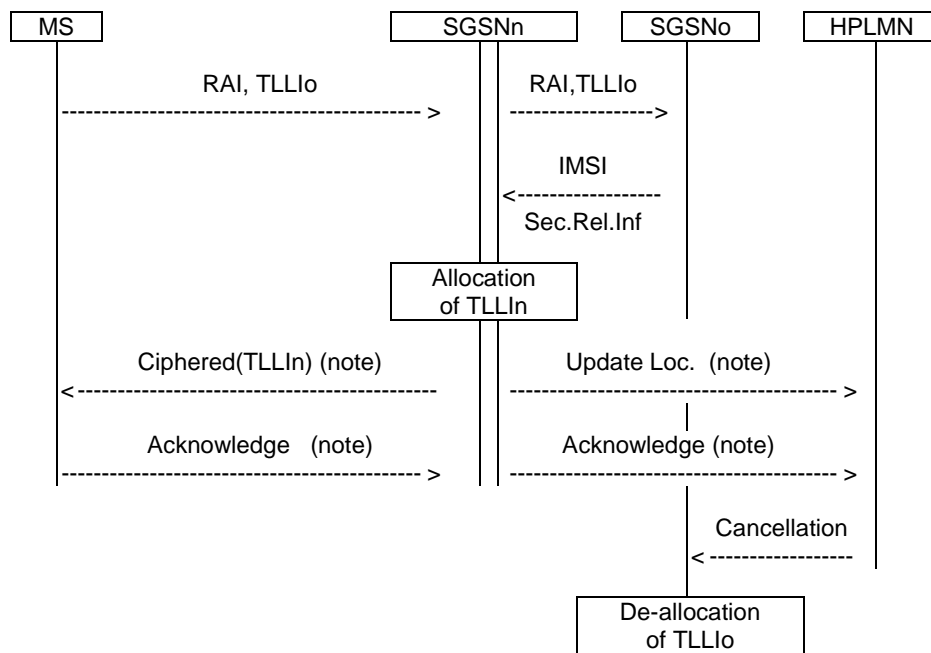 MS SGSNn SGSNo HPLMN
RAI, TLLIo RAI,TLLIo
IMSI
Sec.Rel.Inf
Allocation
of TLLIn
Ciphered(TLLIn) (note) Update Loc. (note)
Acknowledge (note) Acknowledge (note)
Cancellation
De-allocation
of TLLIo